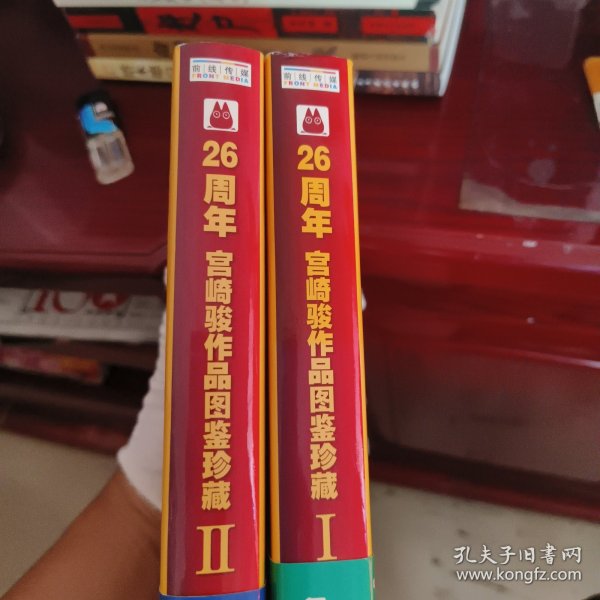 前线传媒
FRONT MEDIA
26
周年
宫崎骏作品图鉴珍藏
II
前线传媒
FRONT MEDIA
26
周年
宫崎骏作品图鉴珍藏
I
孔夫子旧书网
www.kongfz.com